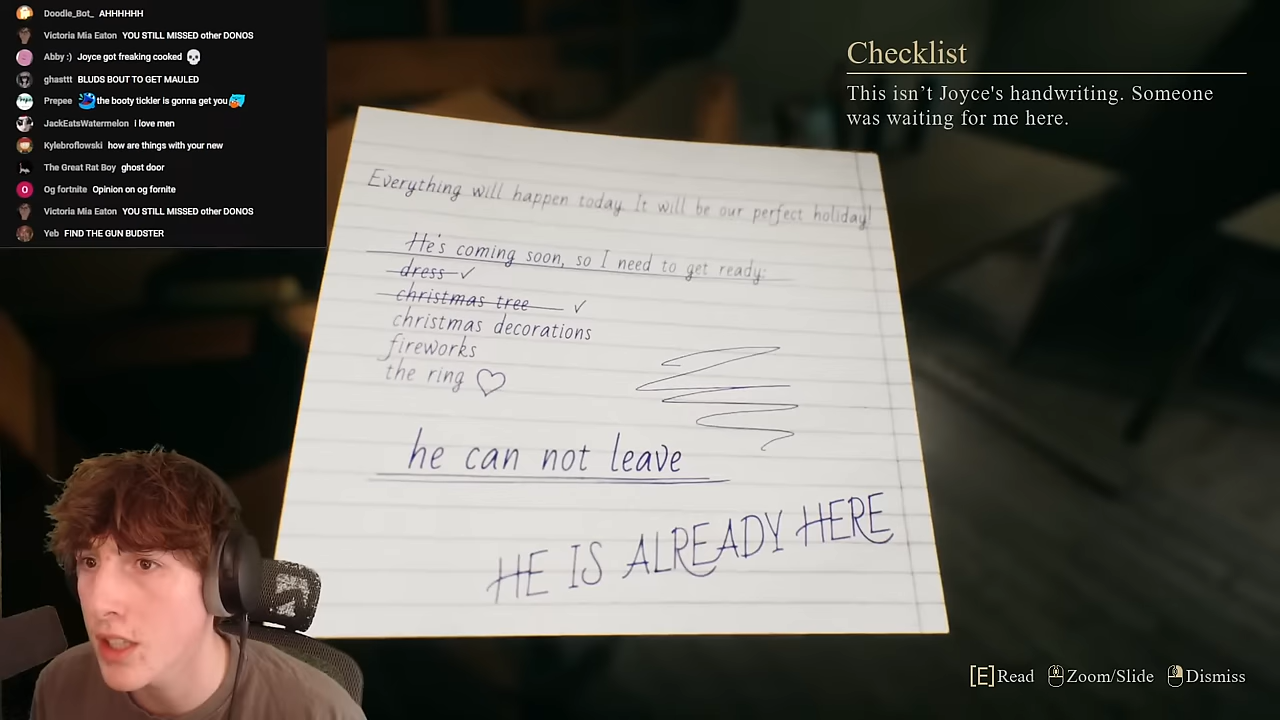 Doodle_Bot_ AHHHHHH
Victoria Mia Eaton YOU STILL MISSED other DONOS
Abby :) Joyce got freaking cooked
ghasttt BLUDS BOUT TO GET MAULED
Prepee the booty tickler is gonna get you
JackEatsWatermelon I love men
Kylebroflowski how are things with your new
The Great Rat Boy ghost door
O Og fortnite Opinion on og fornite
Victoria Mia Eaton YOU STILL MISSED other DONOS
Yeb FIND THE GUN BUDSTER
Checklist
This isn't Joyce's handwriting. Someone
was waiting for me here.
Everything will happen today. It will be our perfect holiday!
He's coming soon, so I need to get ready:
dress ✓
christmas tree ✓
christmas decorations
fireworks
the ring ♡
he can not leave
HE IS ALREADY HERE
[E]Read Zoom/Slide Dismiss